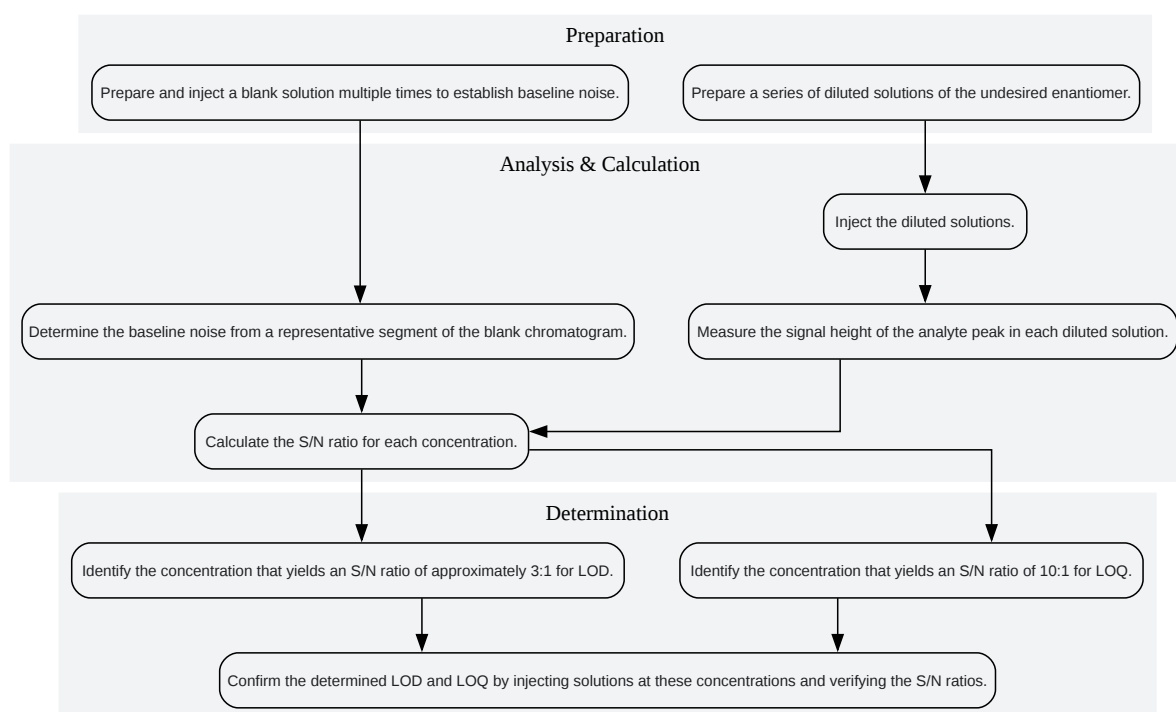 Preparation
Prepare and inject a blank solution multiple times to establish baseline noise.
Prepare a series of diluted solutions of the undesired enantiomer.
Analysis & Calculation
Inject the diluted solutions.
Determine the baseline noise from a representative segment of the blank chromatogram.
Measure the signal height of the analyte peak in each diluted solution.
Calculate the S/N ratio for each concentration.
Determination
Identify the concentration that yields an S/N ratio of approximately 3:1 for LOD.
Identify the concentration that yields an S/N ratio of 10:1 for LOQ.
Confirm the determined LOD and LOQ by injecting solutions at these concentrations and verifying the S/N ratios.